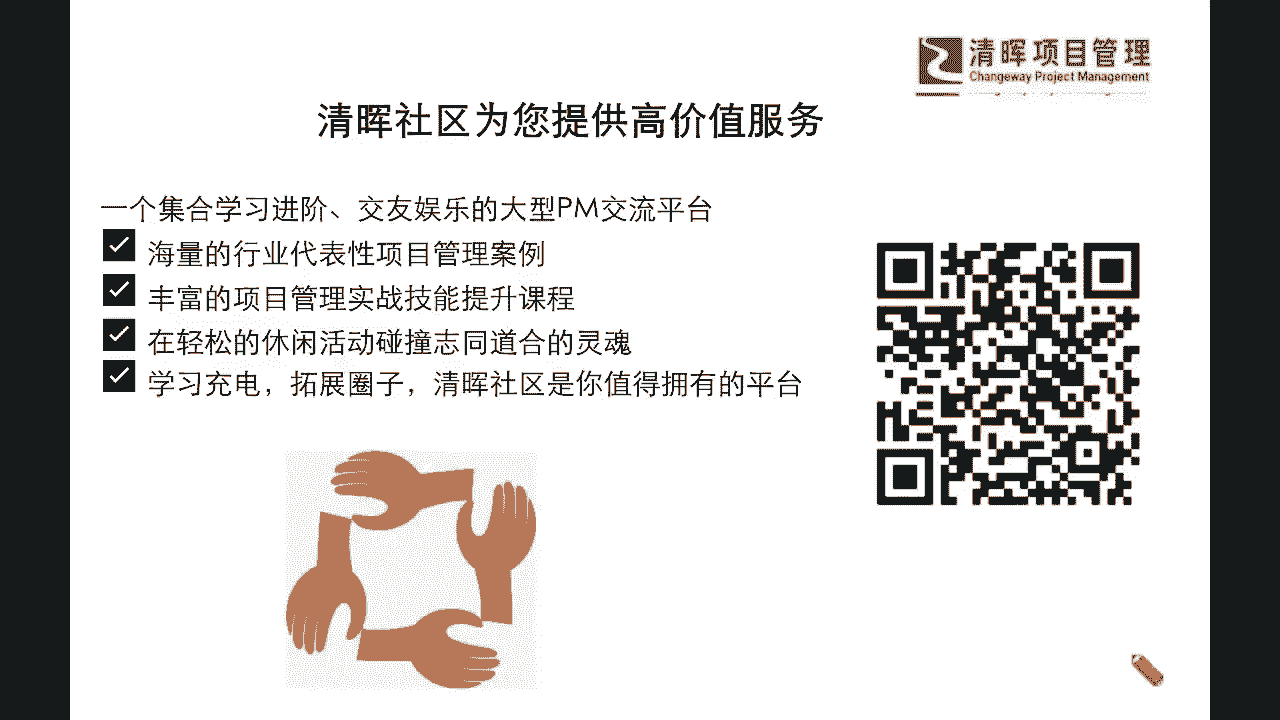 清晖项目管理
Changeway Project Management
清晖社区为您提供高价值服务
一个集合学习进阶、交友娱乐的大型PM交流平台
海量的行业代表性项目管理案例
丰富的项目管理实战技能提升课程
在轻松的休闲活动碰撞志同道合的灵魂
学习充电，拓展圈子，清晖社区是你值得拥有的平台